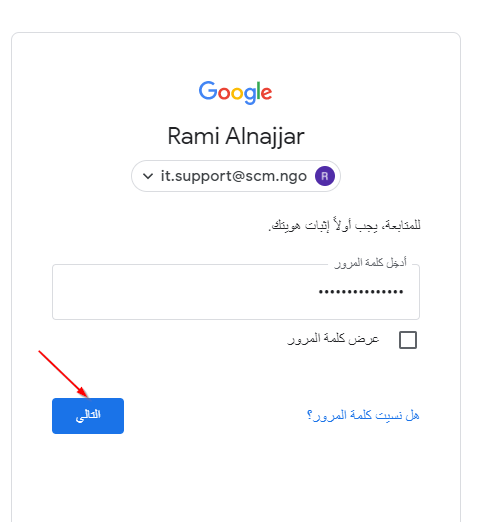 Google
Rami Alnajjar
it.support@scm.ngo R
للمتابعة، يجب أولاً إثبات هويتك.
أدخِل كلمة المرور
•••••••••••••••
عرض كلمة المرور
هل نسيت كلمة المرور؟
التالي